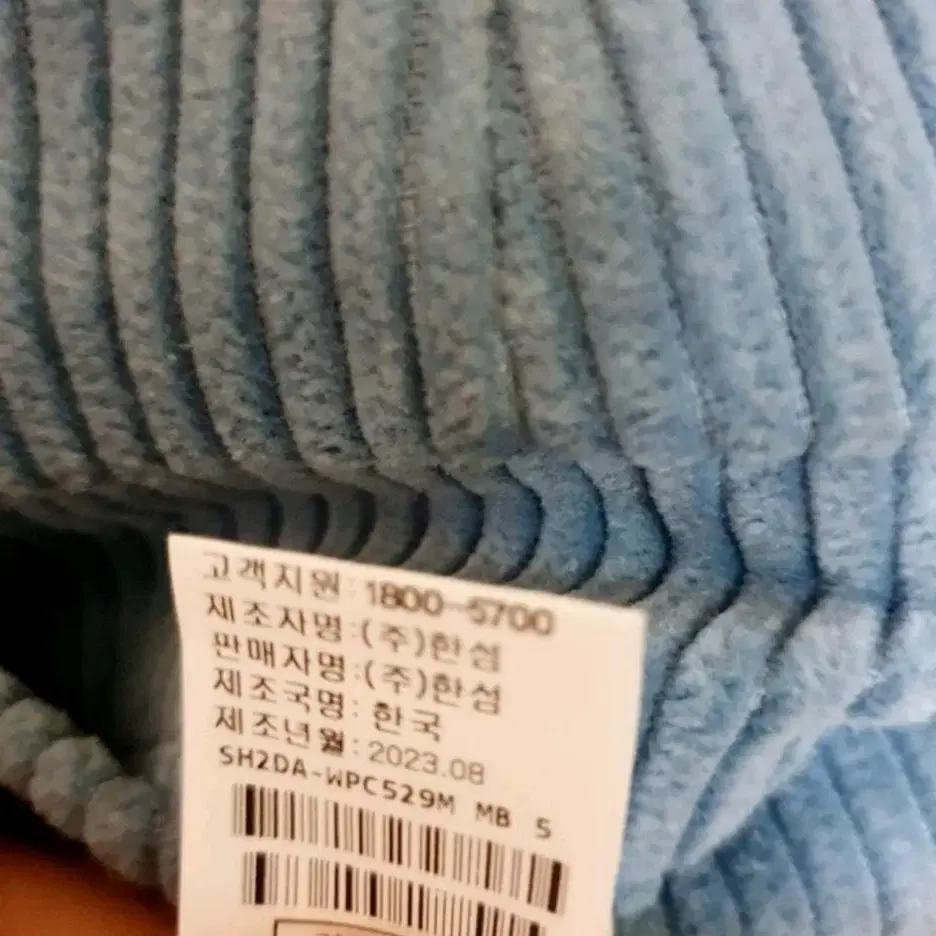 고객지원:1800-5700
제조자명:(주)한섬
판매자명:(주)한섬
제조국명:한국
제조년월:2023.08
SH2DA-WPC529M MB 5